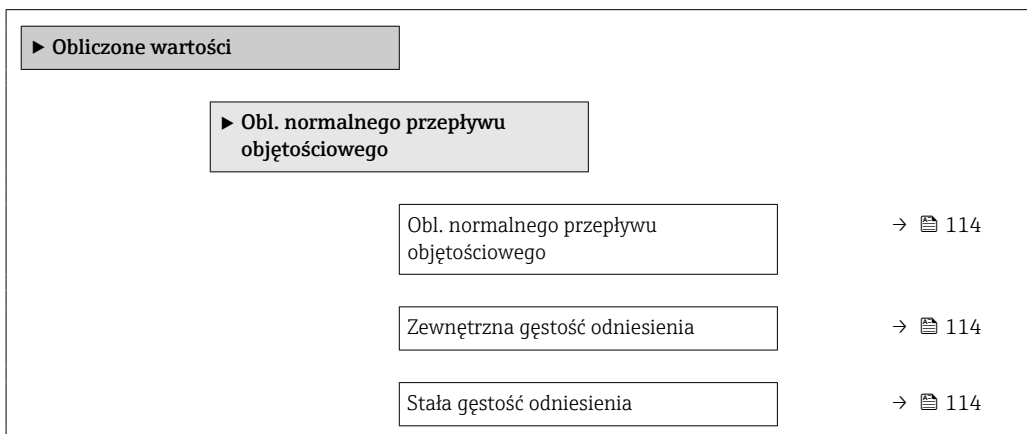 ▶ Obliczone wartości
▶ Obl. normalnego przepływu
objętościowego
Obl. normalnego przepływu → 114
objętościowego
Zewnętrzna gęstość odniesienia → 114
Stała gęstość odniesienia → 114